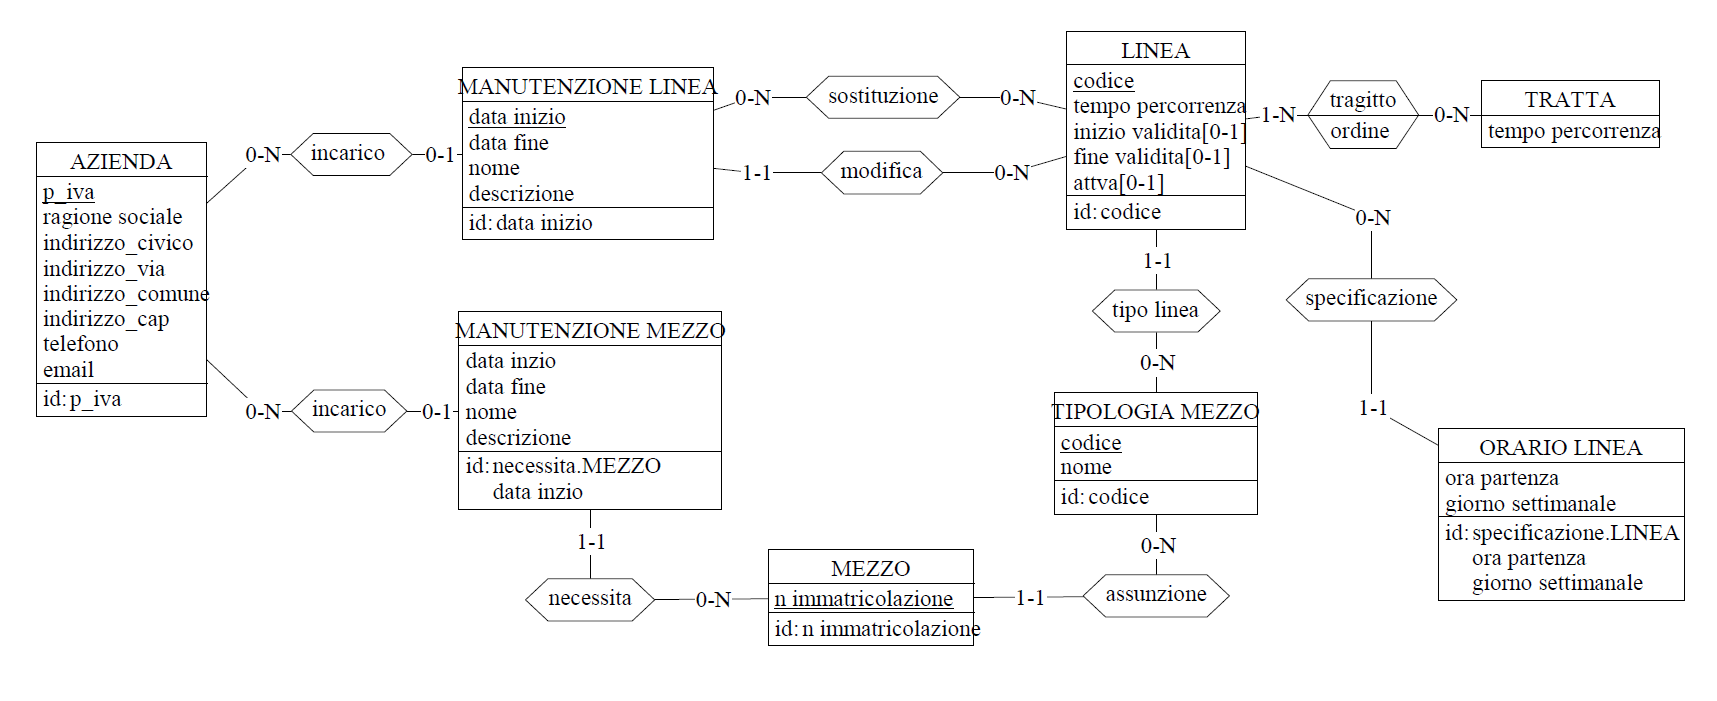 AZIENDA
p_iva
ragione sociale
indirizzo_civico
indirizzo_via
indirizzo_comune
indirizzo_cap
telefono
email
id: p_iva
0-N
incarico
0-1
0-N
incarico
0-1
MANUTENZIONE LINEA
data inizio
data fine
nome
descrizione
id: data inizio
0-N
sostituzione
0-N
1-1
modifica
0-N
MANUTENZIONE MEZZO
data inzio
data fine
nome
descrizione
id: necessita.MEZZO
data inzio
1-1
necessita
0-N
MEZZO
n immatricolazione
id: n immatricolazione
1-1
assunzione
0-N
LINEA
codice
tempo percorrenza
inizio validita[0-1]
fine validita[0-1]
attva[0-1]
id: codice
1-1
tipo linea
0-N
TIPOLOGIA MEZZO
codice
nome
id: codice
1-N
tragitto
ordine
0-N
TRATTA
tempo percorrenza
0-N
specificazione
1-1
ORARIO LINEA
ora partenza
giorno settimanale
id: specificazione.LINEA
ora partenza
giorno settimanale